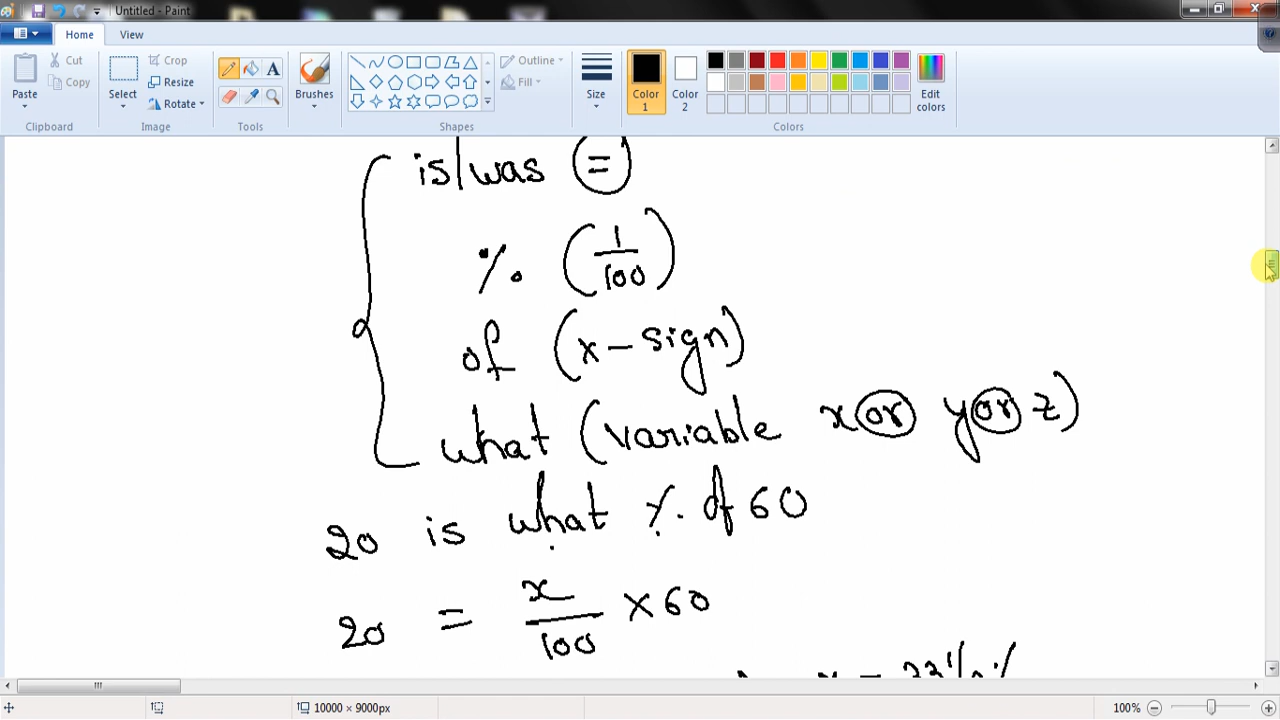 Untitled - Paint
Home View
Paste Cut Copy Clipboard
Select Crop Resize Rotate Image
Tools
Brushes
Outline Fill Shapes
Size
Color 1 Color 2 Edit colors Colors
is/was (=)
% (1/100)
of (x-sign)
what (variable x or y or z)
20 is what % of 60
20 = x/100 × 60
10000 × 9000px 100%